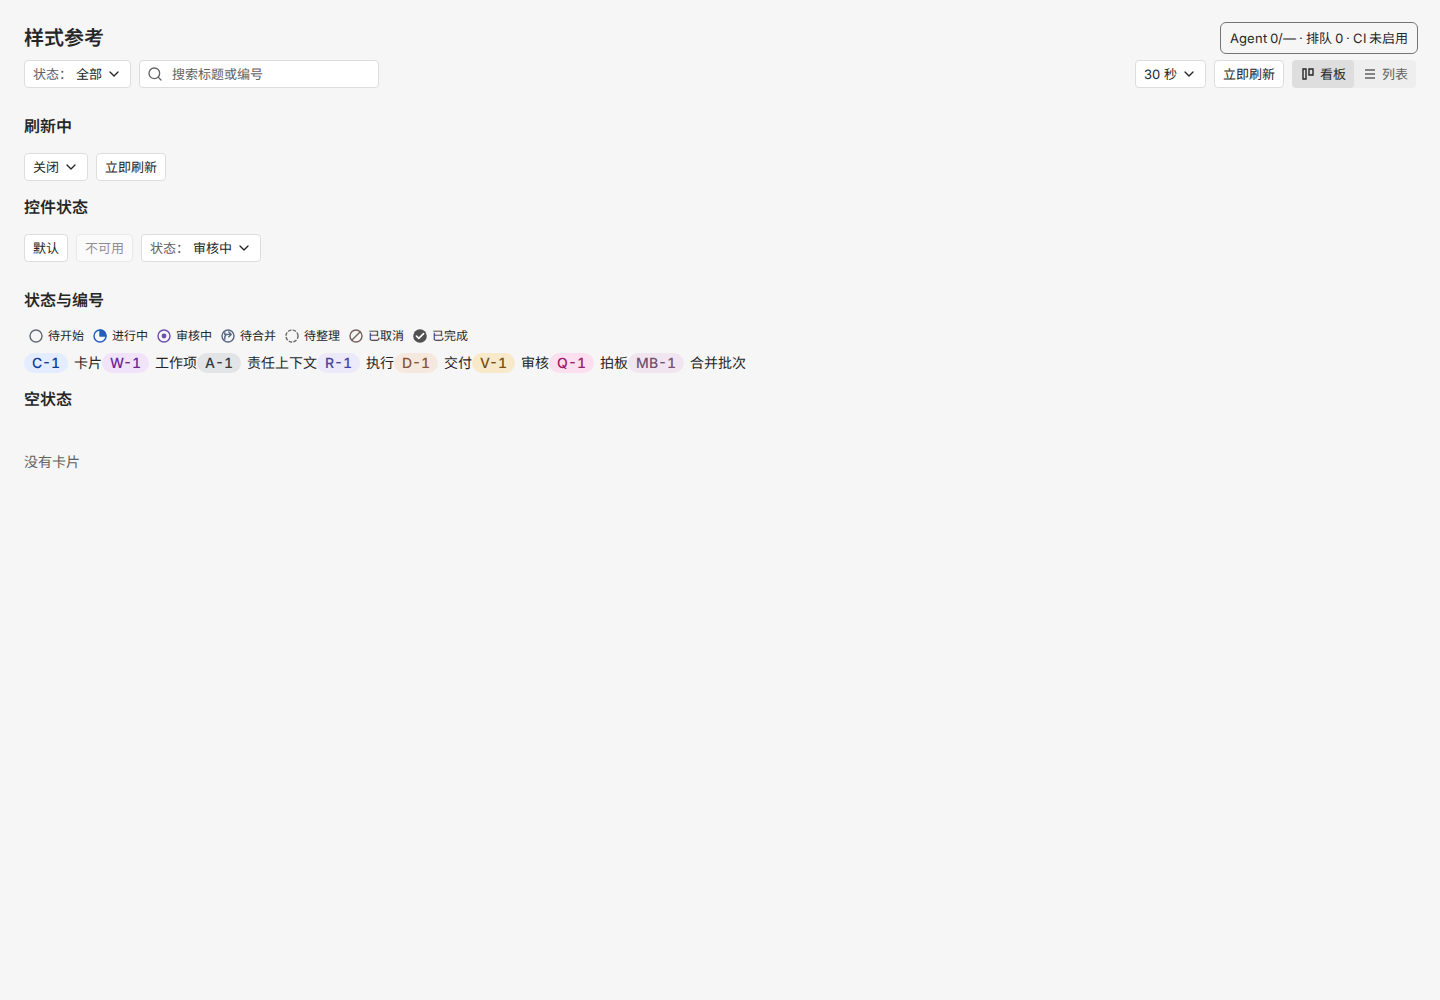 样式参考
Agent 0/— · 排队 0 · CI 未启用
状态： 全部 搜索标题或编号 30 秒 立即刷新 看板 列表
刷新中
关闭 立即刷新
控件状态
默认 不可用 状态： 审核中
状态与编号
待开始 进行中 审核中 待合并 待整理 已取消 已完成
C-1 卡片 W-1 工作项 A-1 责任上下文 R-1 执行 D-1 交付 V-1 审核 Q-1 拍板 MB-1 合并批次
空状态
没有卡片